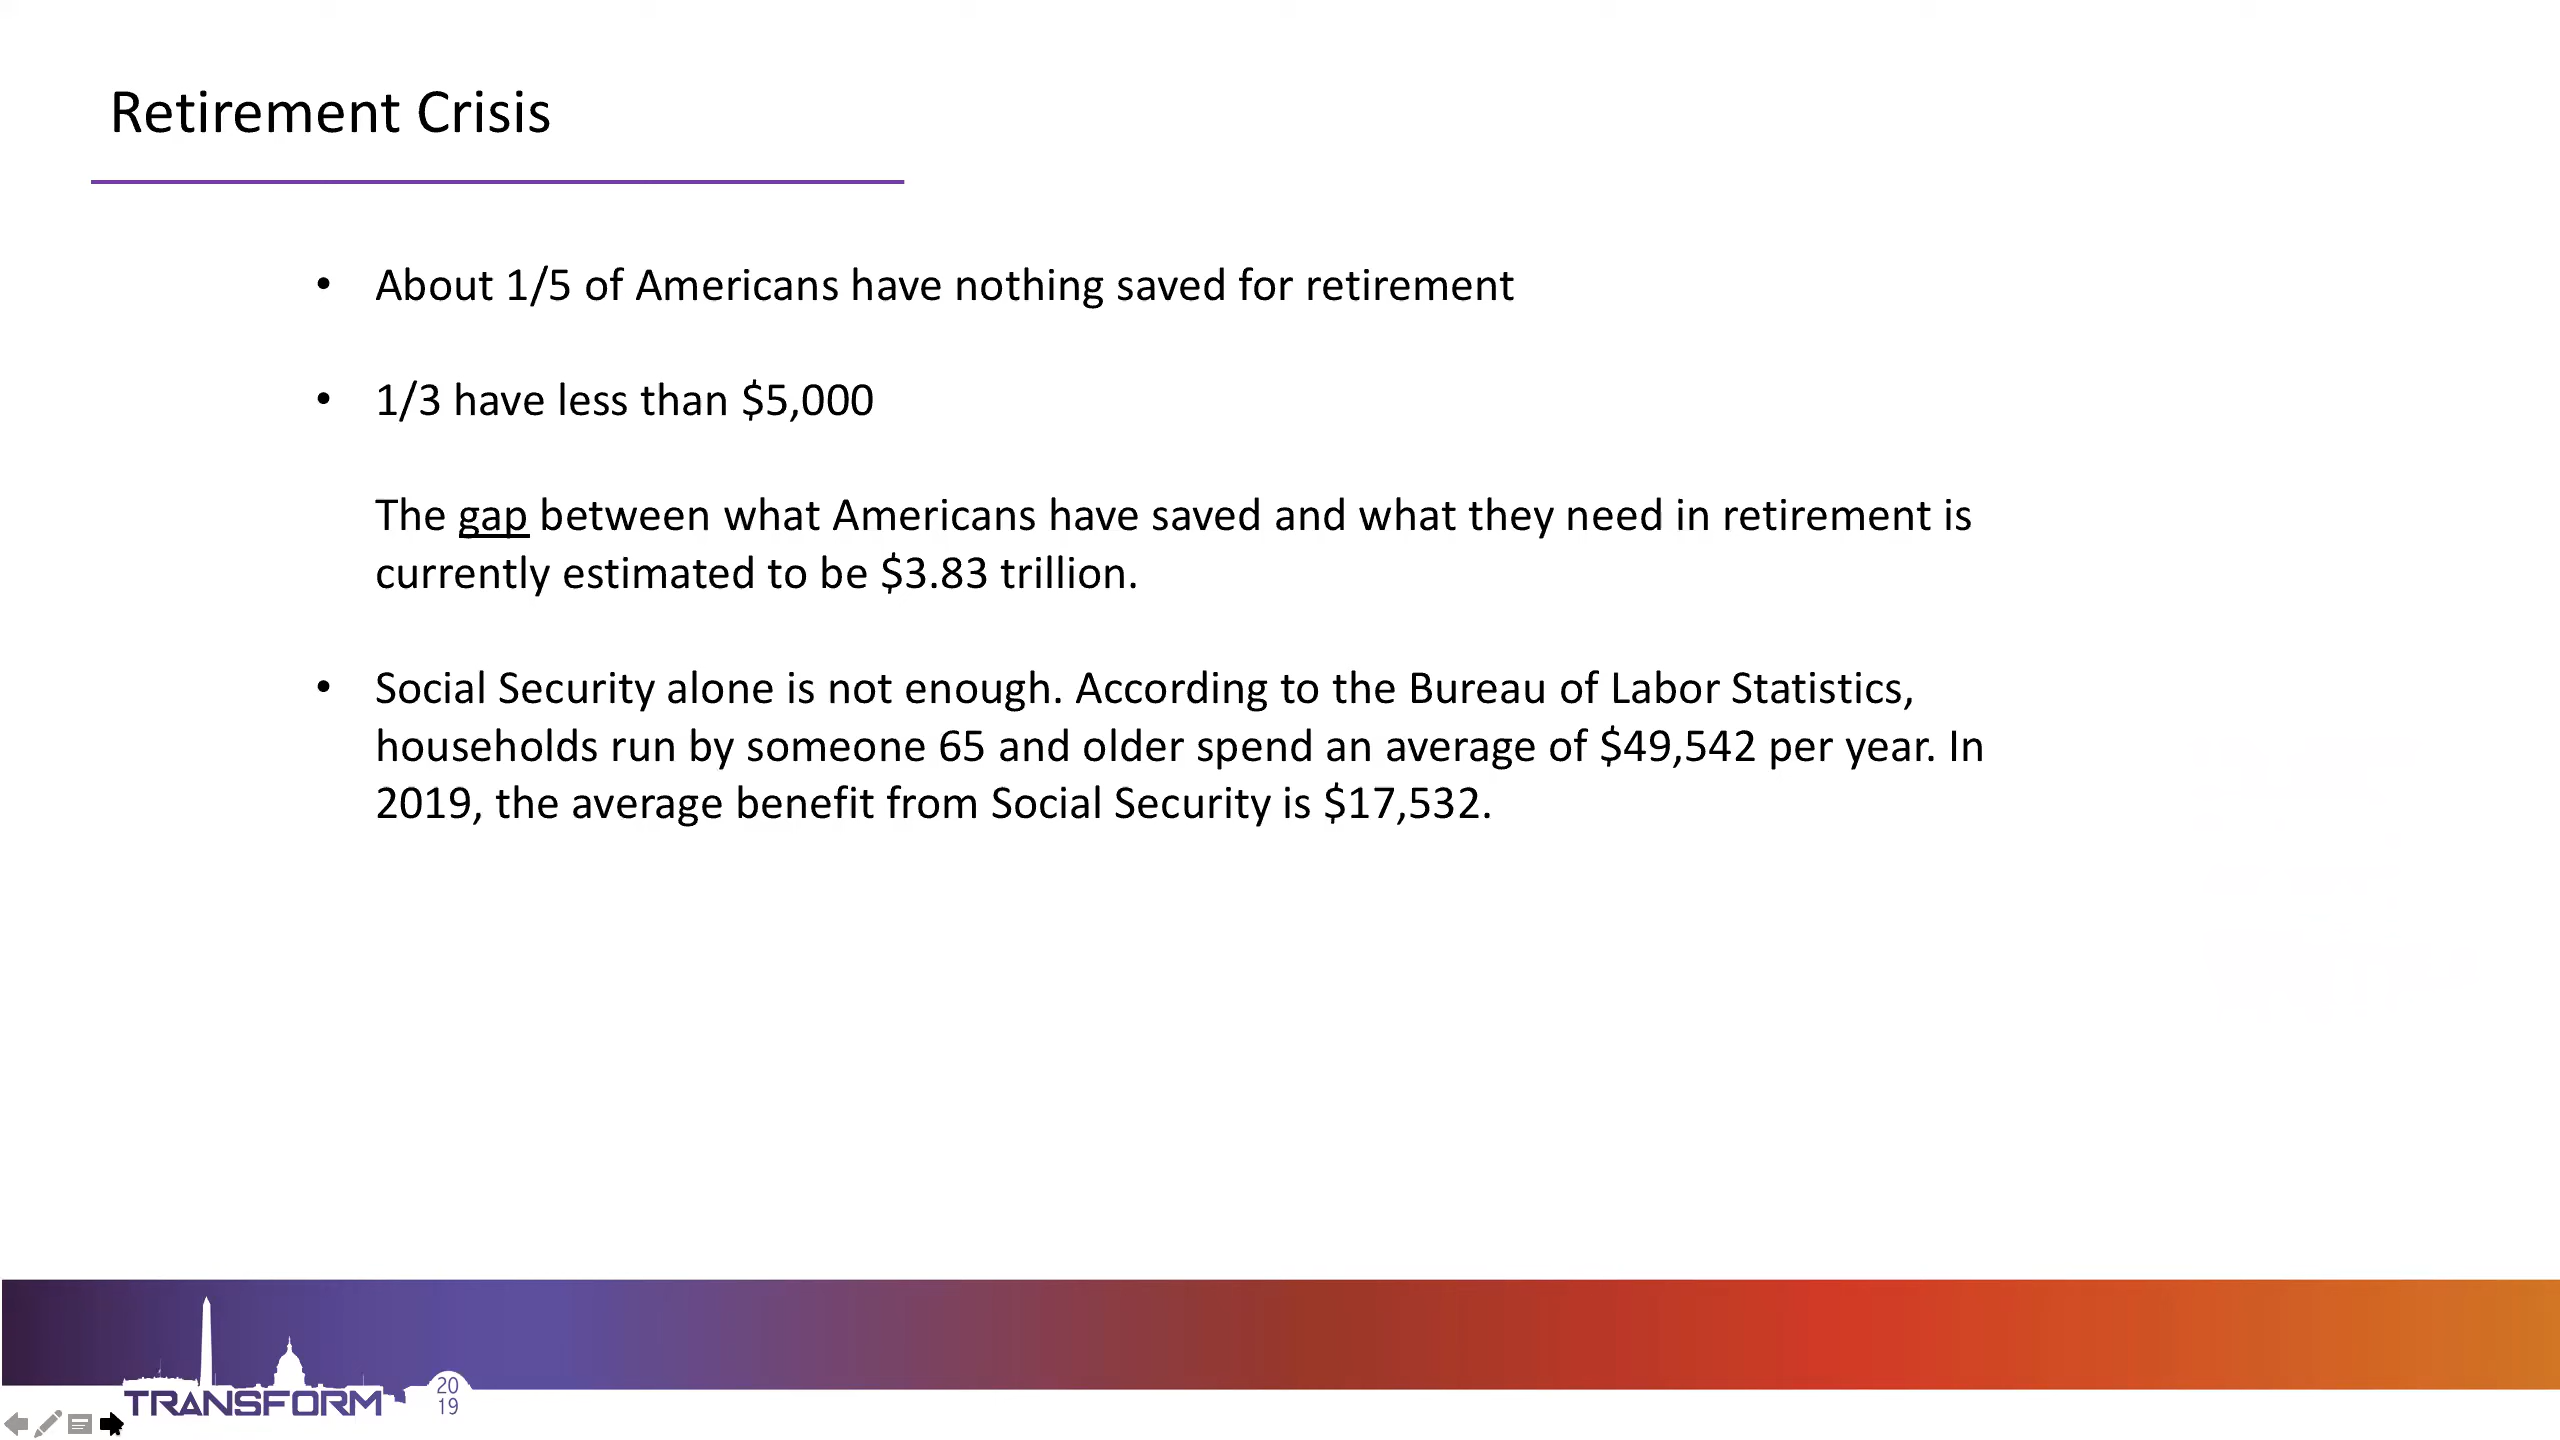 Retirement Crisis
• About 1/5 of Americans have nothing saved for retirement
• 1/3 have less than $5,000
The gap between what Americans have saved and what they need in retirement is
currently estimated to be $3.83 trillion.
• Social Security alone is not enough. According to the Bureau of Labor Statistics,
households run by someone 65 and older spend an average of $49,542 per year. In
2019, the average benefit from Social Security is $17,532.
TRANSFORM
20
19